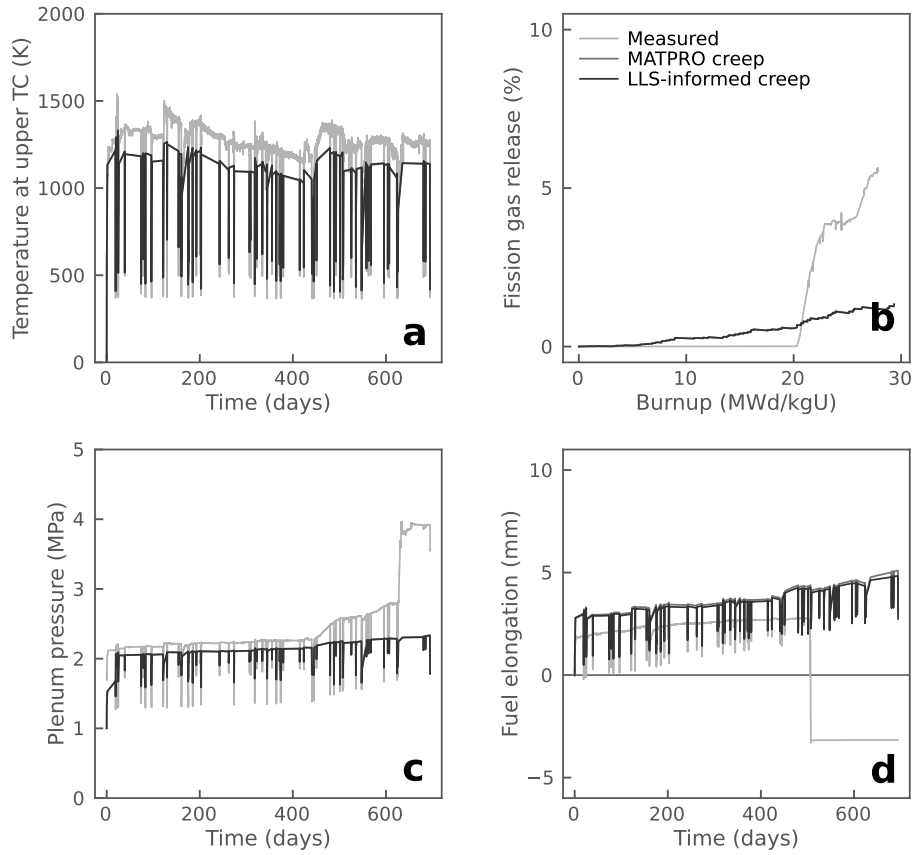 2000
1500
1000
500
0
Temperature at upper TC (K)
0 200 400 600
Time (days)
a
10
5
0
Fission gas release (%)
Measured
MATPRO creep
LLS-informed creep
0 10 20 30
Burnup (MWd/kgU)
b
5
4
3
2
1
0
Plenum pressure (MPa)
0 200 400 600
Time (days)
c
10
5
0
−5
Fuel elongation (mm)
0 200 400 600
Time (days)
d